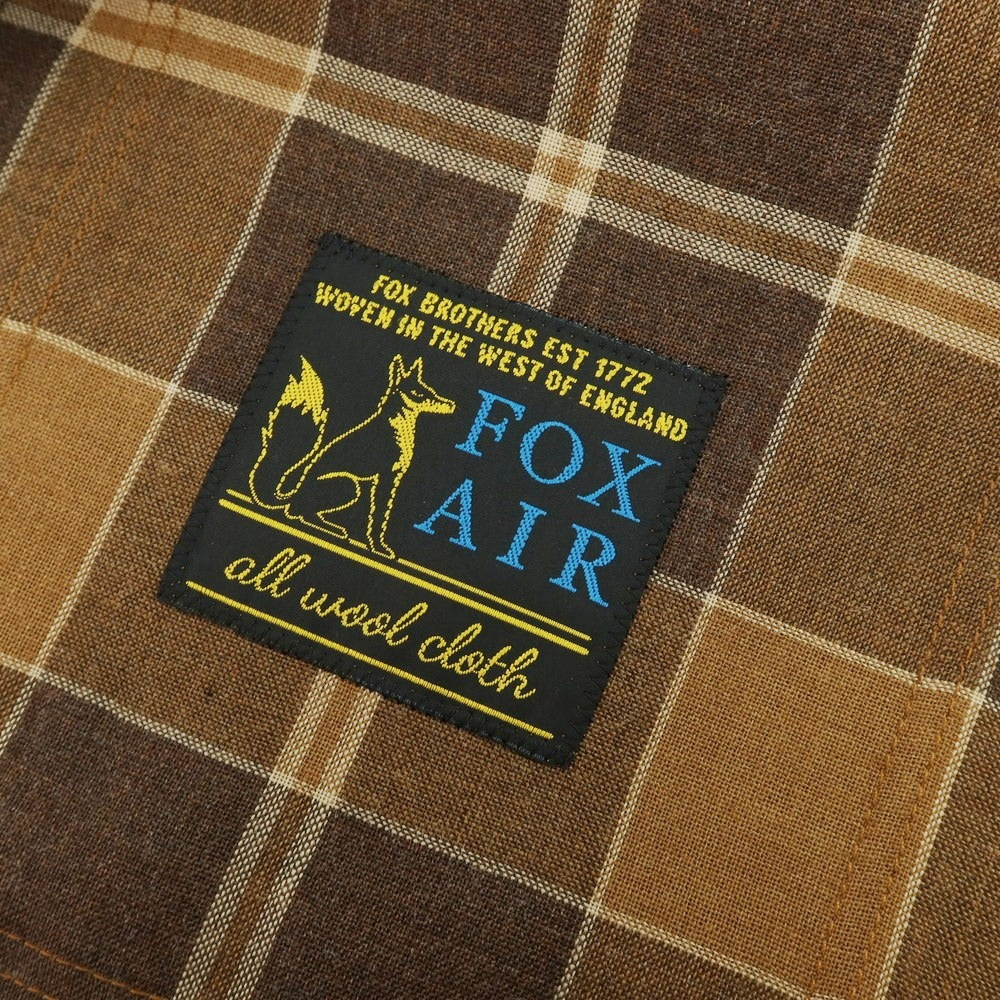 FOX BROTHERS EST 1772
WOVEN IN THE WEST OF ENGLAND
FOX
AIR
all wool cloth